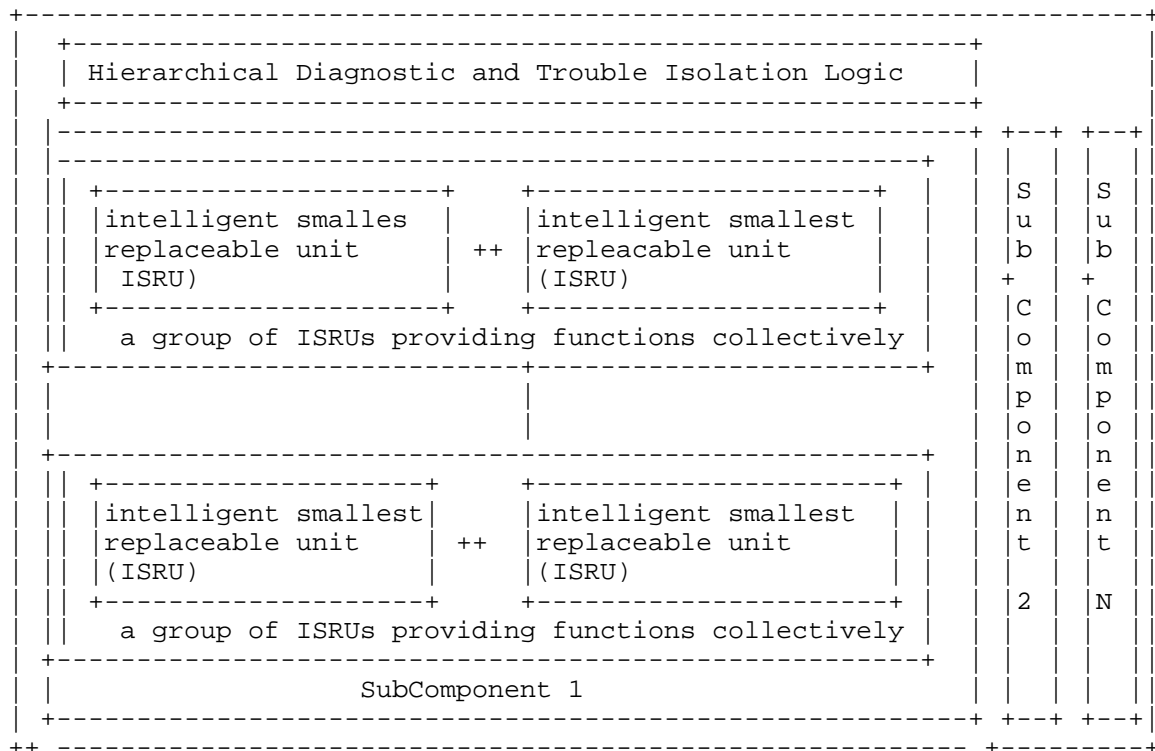 Hierarchical Diagnostic and Trouble Isolation Logic
intelligent smalles
replaceable unit
ISRU)
++
intelligent smallest
repleacable unit
(ISRU)
a group of ISRUs providing functions collectively
intelligent smallest
replaceable unit
(ISRU)
++
intelligent smallest
replaceable unit
(ISRU)
a group of ISRUs providing functions collectively
SubComponent 1
Sub+Component 2
Sub+Component N